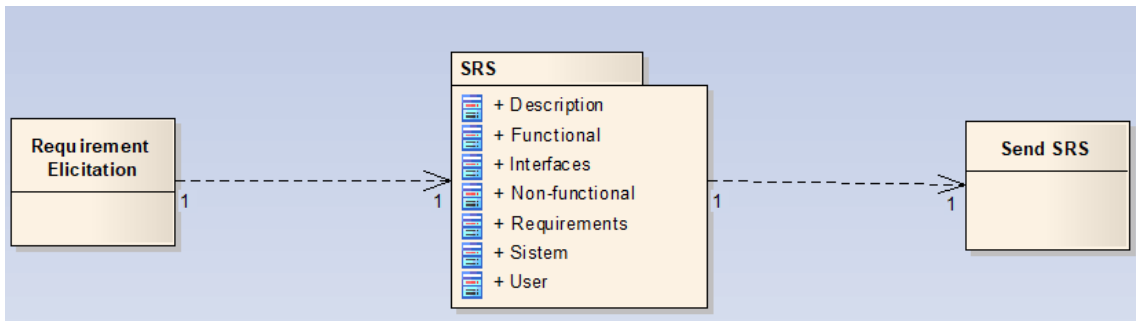 Requirement
Elicitation
1
1
SRS
+ Description
+ Functional
+ Interfaces
+ Non-functional
+ Requirements
+ Sistem
+ User
1
1
Send SRS